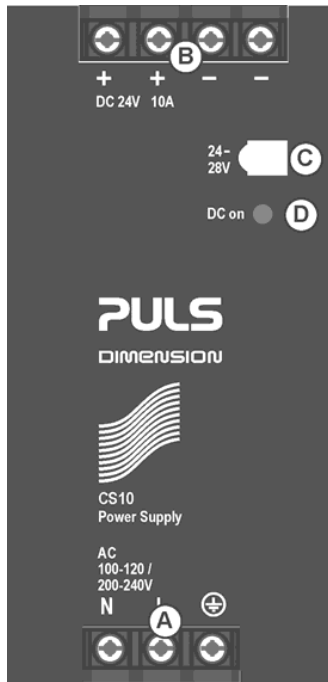 B
+ + − −
DC 24V 10A
24–
28V
C
DC on
D
PULS
DIMENSION
CS10
Power Supply
AC
100-120 /
200-240V
N
A